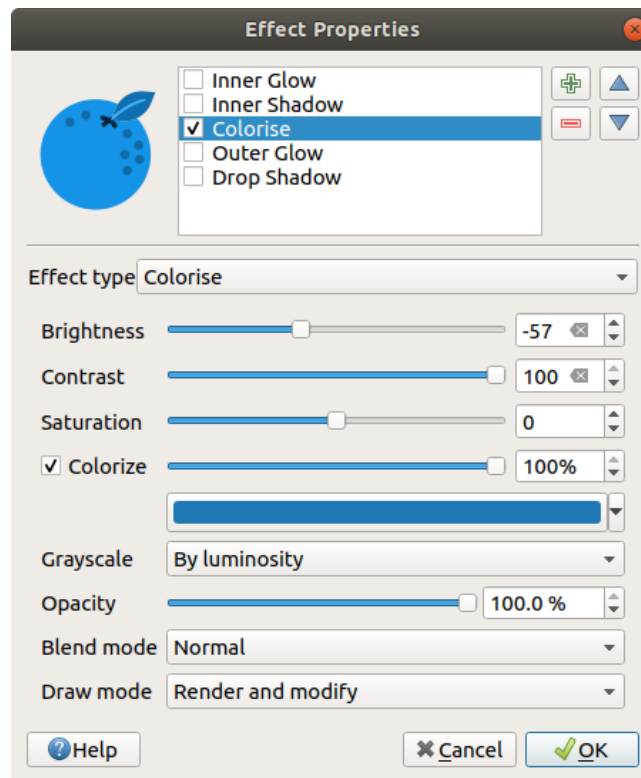 Effect Properties
Inner Glow
Inner Shadow
Colorise
Outer Glow
Drop Shadow
Effect type Colorise
Brightness -57
Contrast 100
Saturation 0
Colorize 100%
Grayscale By luminosity
Opacity 100.0 %
Blend mode Normal
Draw mode Render and modify
Help Cancel OK